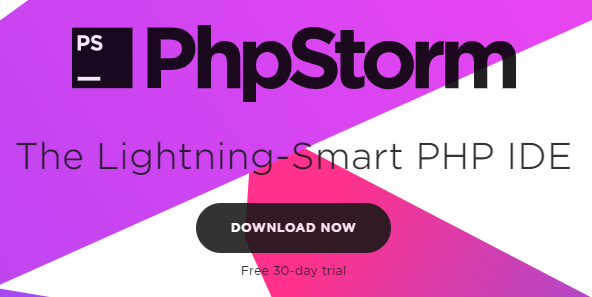 PS PhpStorm
The Lightning-Smart PHP IDE
DOWNLOAD NOW
Free 30-day trial